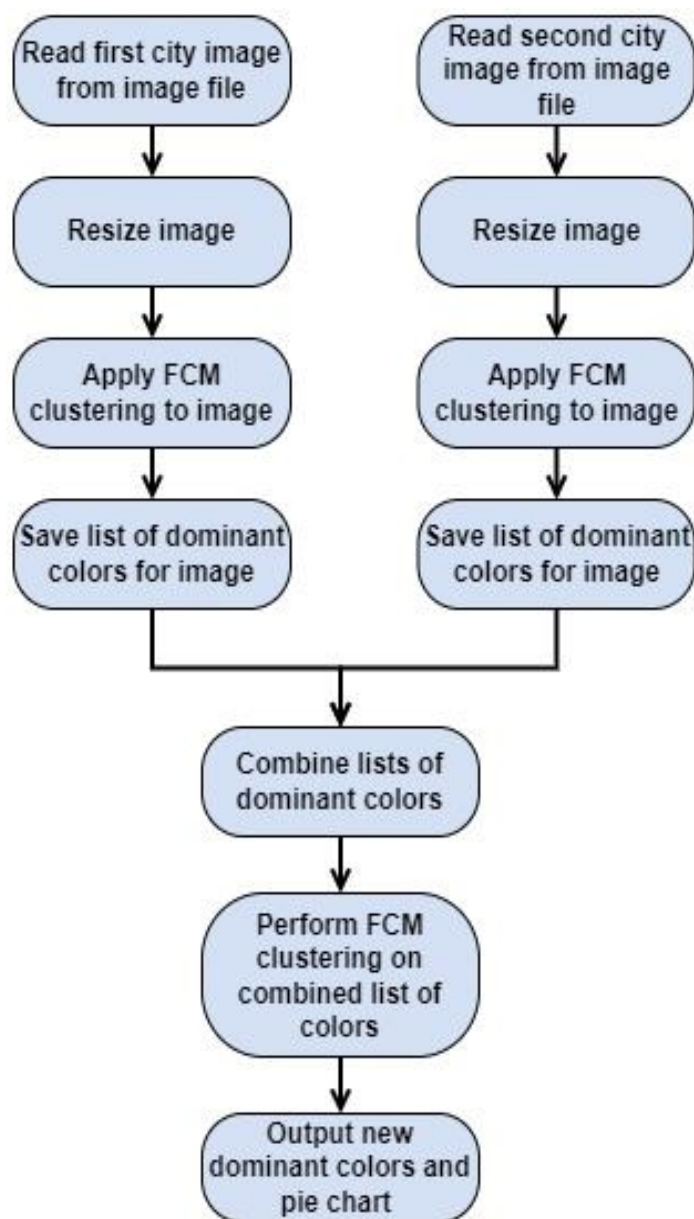 Read first city image
from image file
Read second city
image from image
file
Resize image
Resize image
Apply FCM
clustering to image
Apply FCM
clustering to image
Save list of dominant
colors for image
Save list of dominant
colors for image
Combine lists of
dominant colors
Perform FCM
clustering on
combined list of
colors
Output new
dominant colors and
pie chart